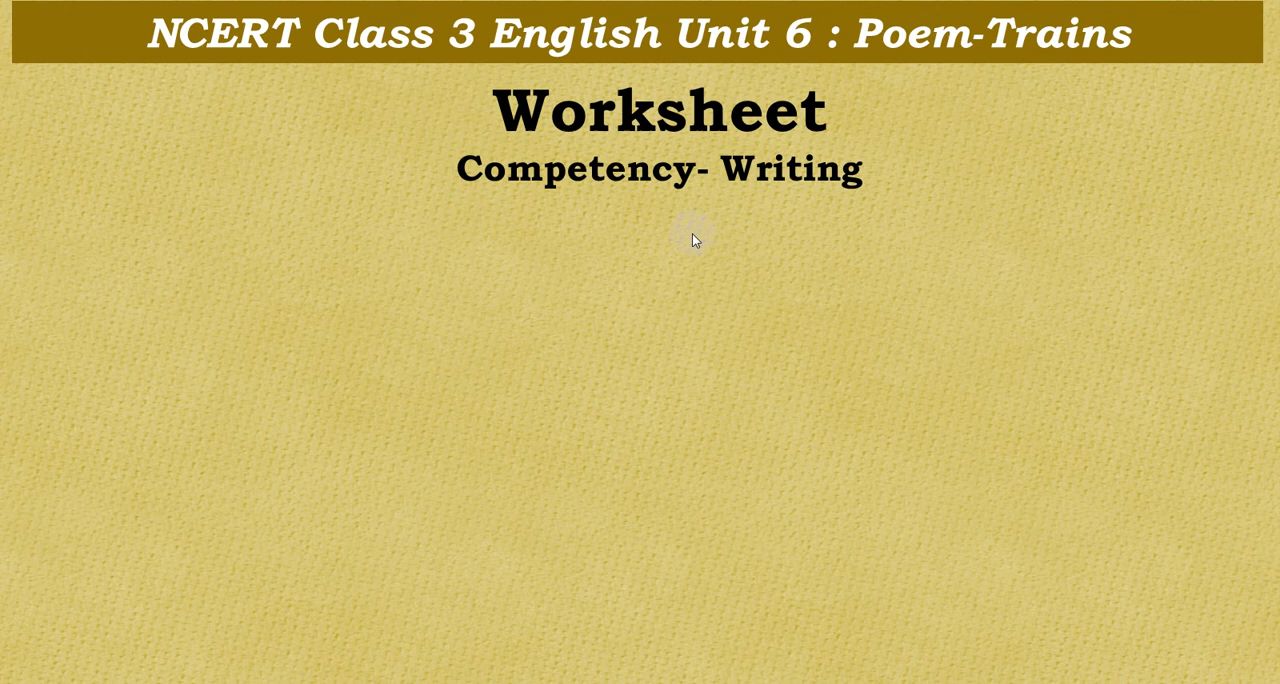 NCERT Class 3 English Unit 6 : Poem-Trains
Worksheet
Competency- Writing